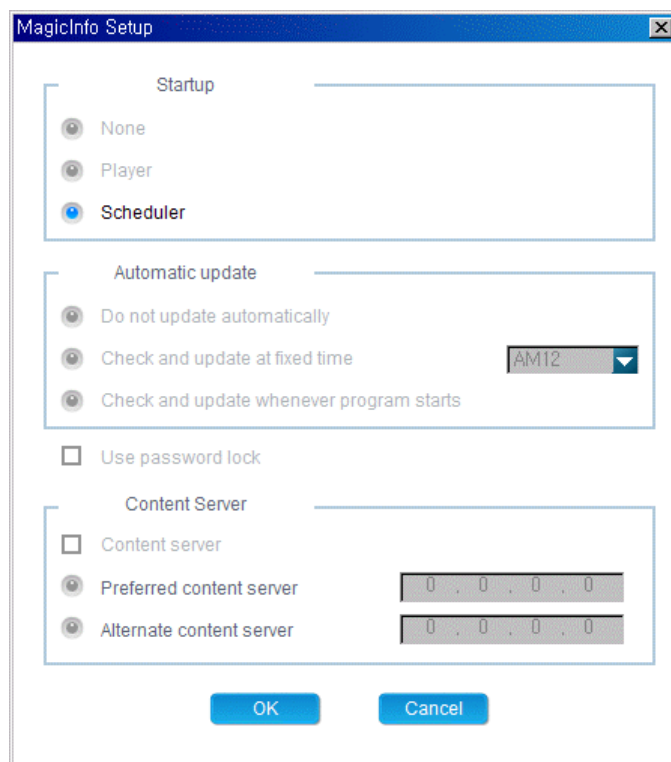 MagicInfo Setup
Startup
None
Player
Scheduler
Automatic update
Do not update automatically
Check and update at fixed time AM12
Check and update whenever program starts
Use password lock
Content Server
Content server
Preferred content server 0 . 0 . 0 . 0
Alternate content server 0 . 0 . 0 . 0
OK Cancel